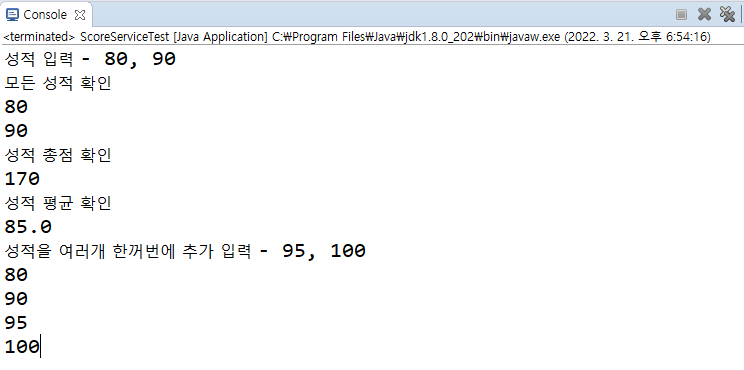 Console
<terminated> ScoreServiceTest [Java Application] C:₩Program Files₩Java₩jdk1.8.0_202₩bin₩javaw.exe (2022. 3. 21. 오후 6:54:16)
성적 입력 - 80, 90
모든 성적 확인
80
90
성적 총점 확인
170
성적 평균 확인
85.0
성적을 여러개 한꺼번에 추가 입력 - 95, 100
80
90
95
100